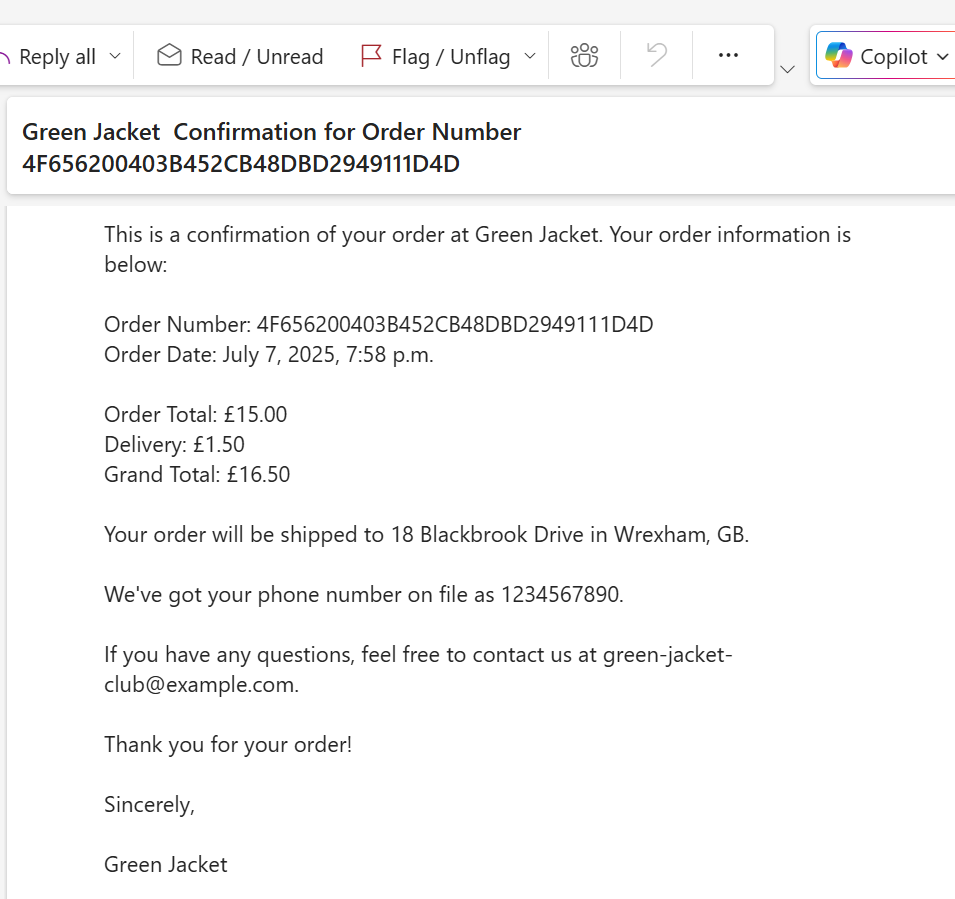 Reply all Read / Unread Flag / Unflag ... Copilot
Green Jacket  Confirmation for Order Number
4F656200403B452CB48DBD2949111D4D
This is a confirmation of your order at Green Jacket. Your order information is
below:
Order Number: 4F656200403B452CB48DBD2949111D4D
Order Date: July 7, 2025, 7:58 p.m.
Order Total: £15.00
Delivery: £1.50
Grand Total: £16.50
Your order will be shipped to 18 Blackbrook Drive in Wrexham, GB.
We've got your phone number on file as 1234567890.
If you have any questions, feel free to contact us at green-jacket-
club@example.com.
Thank you for your order!
Sincerely,
Green Jacket